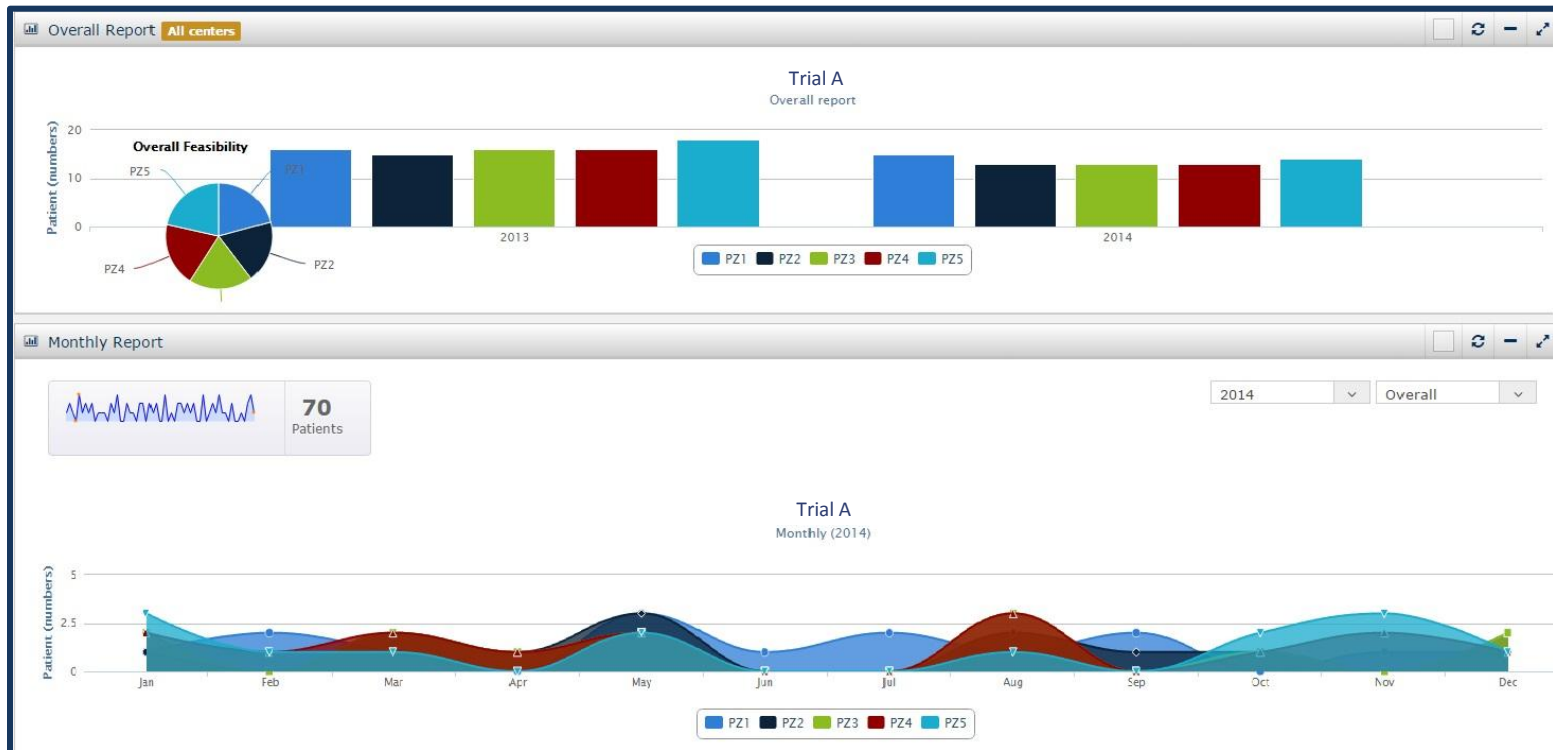 Overall Report All centers
Trial A
Overall report
Patient (numbers)
20
10
0
Overall Feasibility
PZ5
PZ1
PZ4
PZ2
2013
2014
PZ1 PZ2 PZ3 PZ4 PZ5
Monthly Report
70
Patients
2014
Overall
Trial A
Monthly (2014)
Patient (numbers)
5
2.5
0
Jan Feb Mar Apr May Jun Jul Aug Sep Oct Nov Dec
PZ1 PZ2 PZ3 PZ4 PZ5